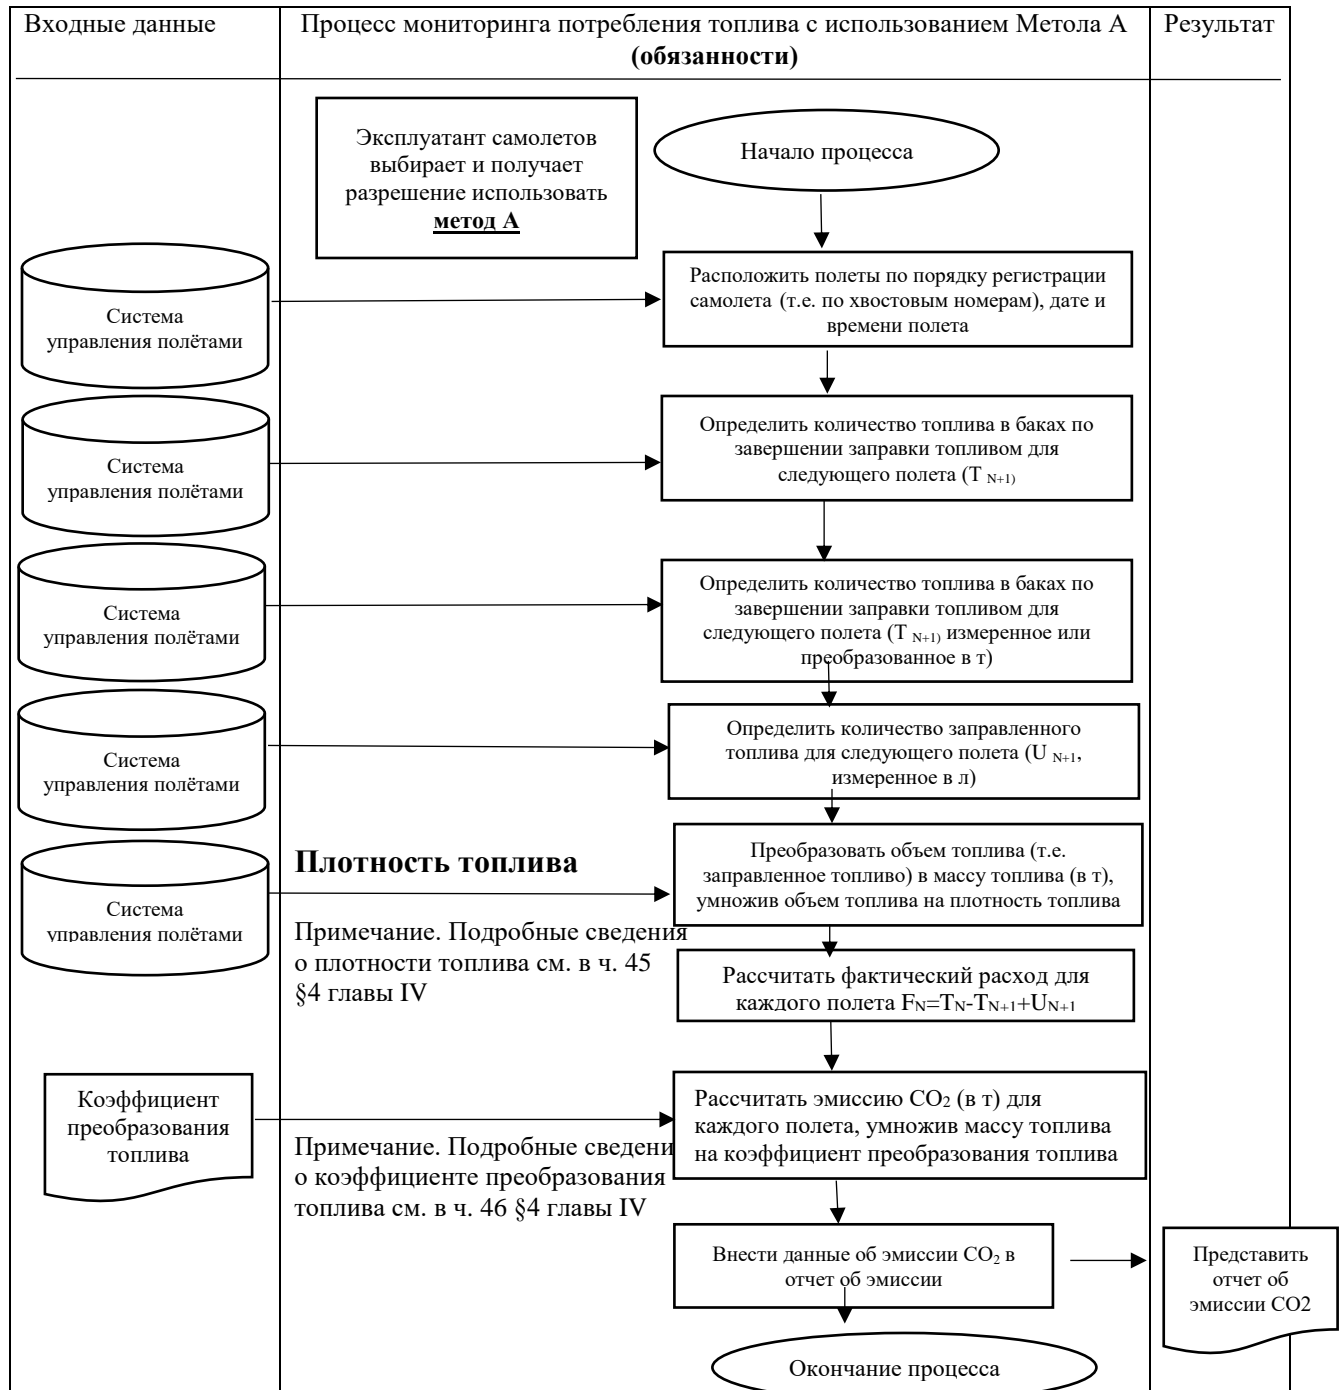 Входные данные
Процесс мониторинга потребления топлива с использованием Метола А
(обязанности)
Результат
Эксплуатант самолетов
выбирает и получает
разрешение использовать
метод А
Начало процесса
Система
управления полётами
Расположить полеты по порядку регистрации
самолета (т.е. по хвостовым номерам), дате и
времени полета
Система
управления полётами
Определить количество топлива в баках по
завершении заправки топливом для
следующего полета (T N+1)
Система
управления полётами
Определить количество топлива в баках по
завершении заправки топливом для
следующего полета (T N+1) измеренное или
преобразованное в т)
Система
управления полётами
Определить количество заправленного
топлива для следующего полета (U N+1,
измеренное в л)
Система
управления полётами
Плотность топлива
Примечание. Подробные сведения
о плотности топлива см. в ч. 45
§4 главы IV
Преобразовать объем топлива (т.е.
заправленное топливо) в массу топлива (в т),
умножив объем топлива на плотность топлива
Рассчитать фактический расход для
каждого полета FN=TN-TN+1+UN+1
Коэффициент
преобразования
топлива
Примечание. Подробные сведени
о коэффициенте преобразования
топлива см. в ч. 46 §4 главы IV
Рассчитать эмиссию CO2 (в т) для
каждого полета, умножив массу топлива
на коэффициент преобразования топлива
Внести данные об эмиссии CO2 в
отчет об эмиссии
Представить
отчет об
эмиссии CO2
Окончание процесса